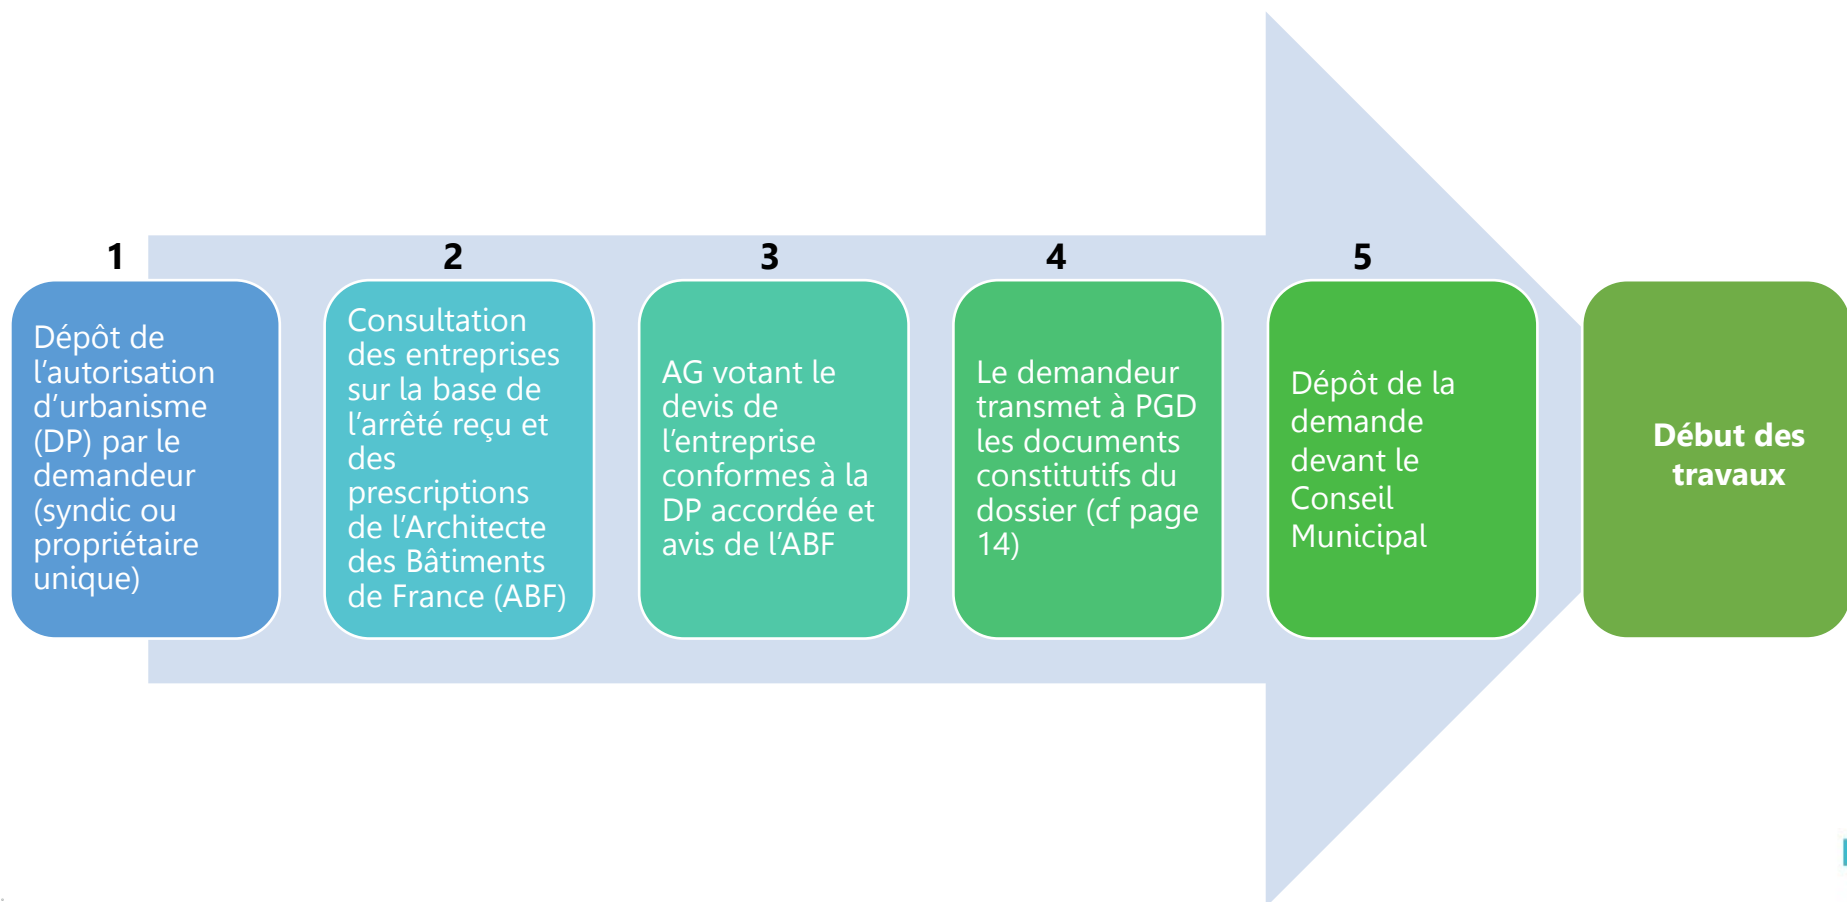 1
Dépôt de
l’autorisation
d’urbanisme
(DP) par le
demandeur
(syndic ou
propriétaire
unique)
2
Consultation
des entreprises
sur la base de
l’arrêté reçu et
des
prescriptions
de l’Architecte
des Bâtiments
de France (ABF)
3
AG votant le
devis de
l’entreprise
conformes à la
DP accordée et
avis de l’ABF
4
Le demandeur
transmet à PGD
les documents
constitutifs du
dossier (cf page
14)
5
Dépôt de la
demande
devant le
Conseil
Municipal
Début des
travaux